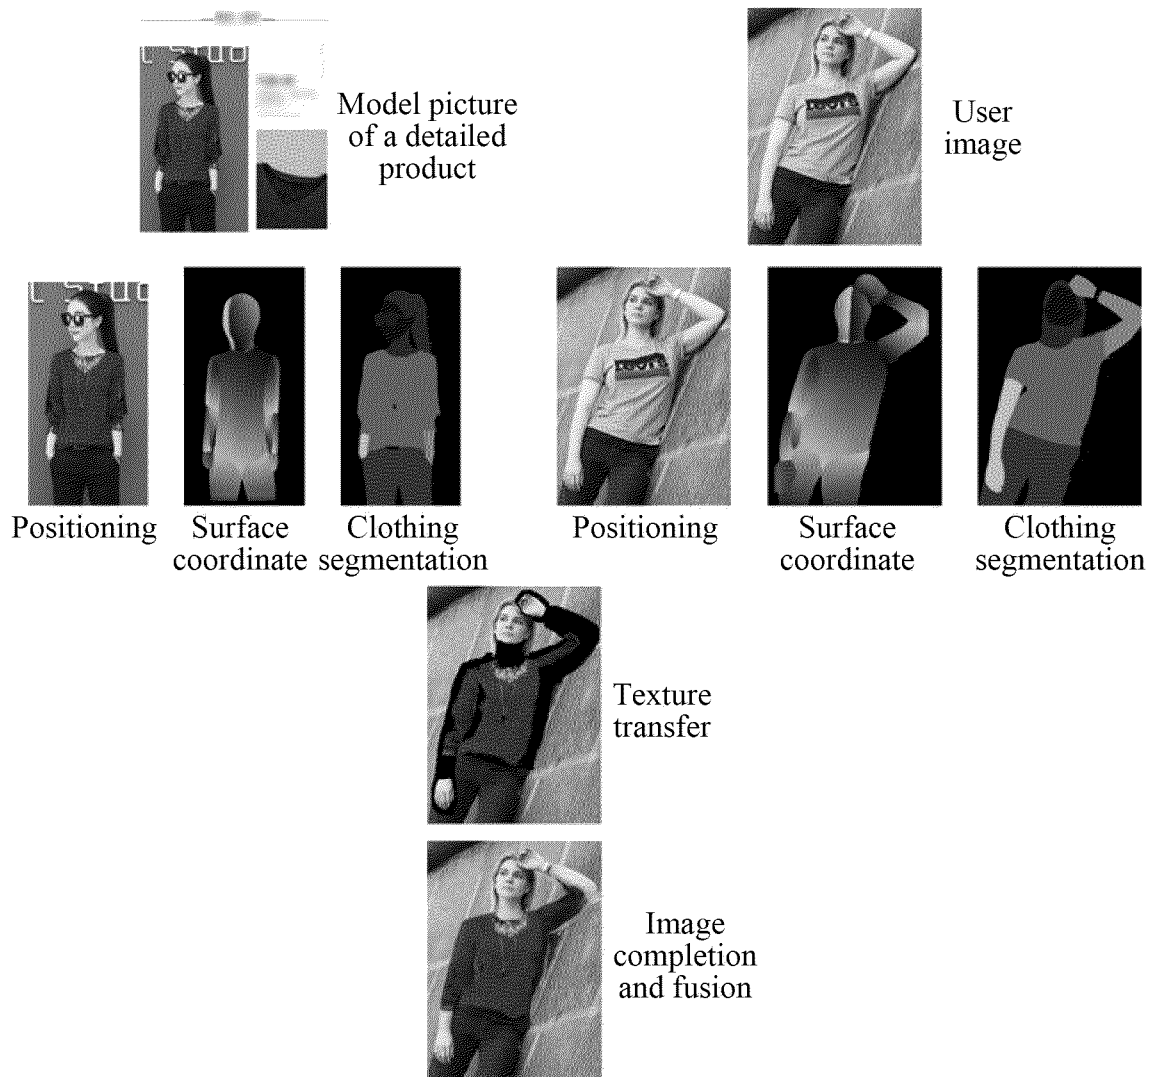 Model picture
of a detailed
product
User
image
Positioning
Surface
coordinate
Clothing
segmentation
Positioning
Surface
coordinate
Clothing
segmentation
Texture
transfer
Image
completion
and fusion